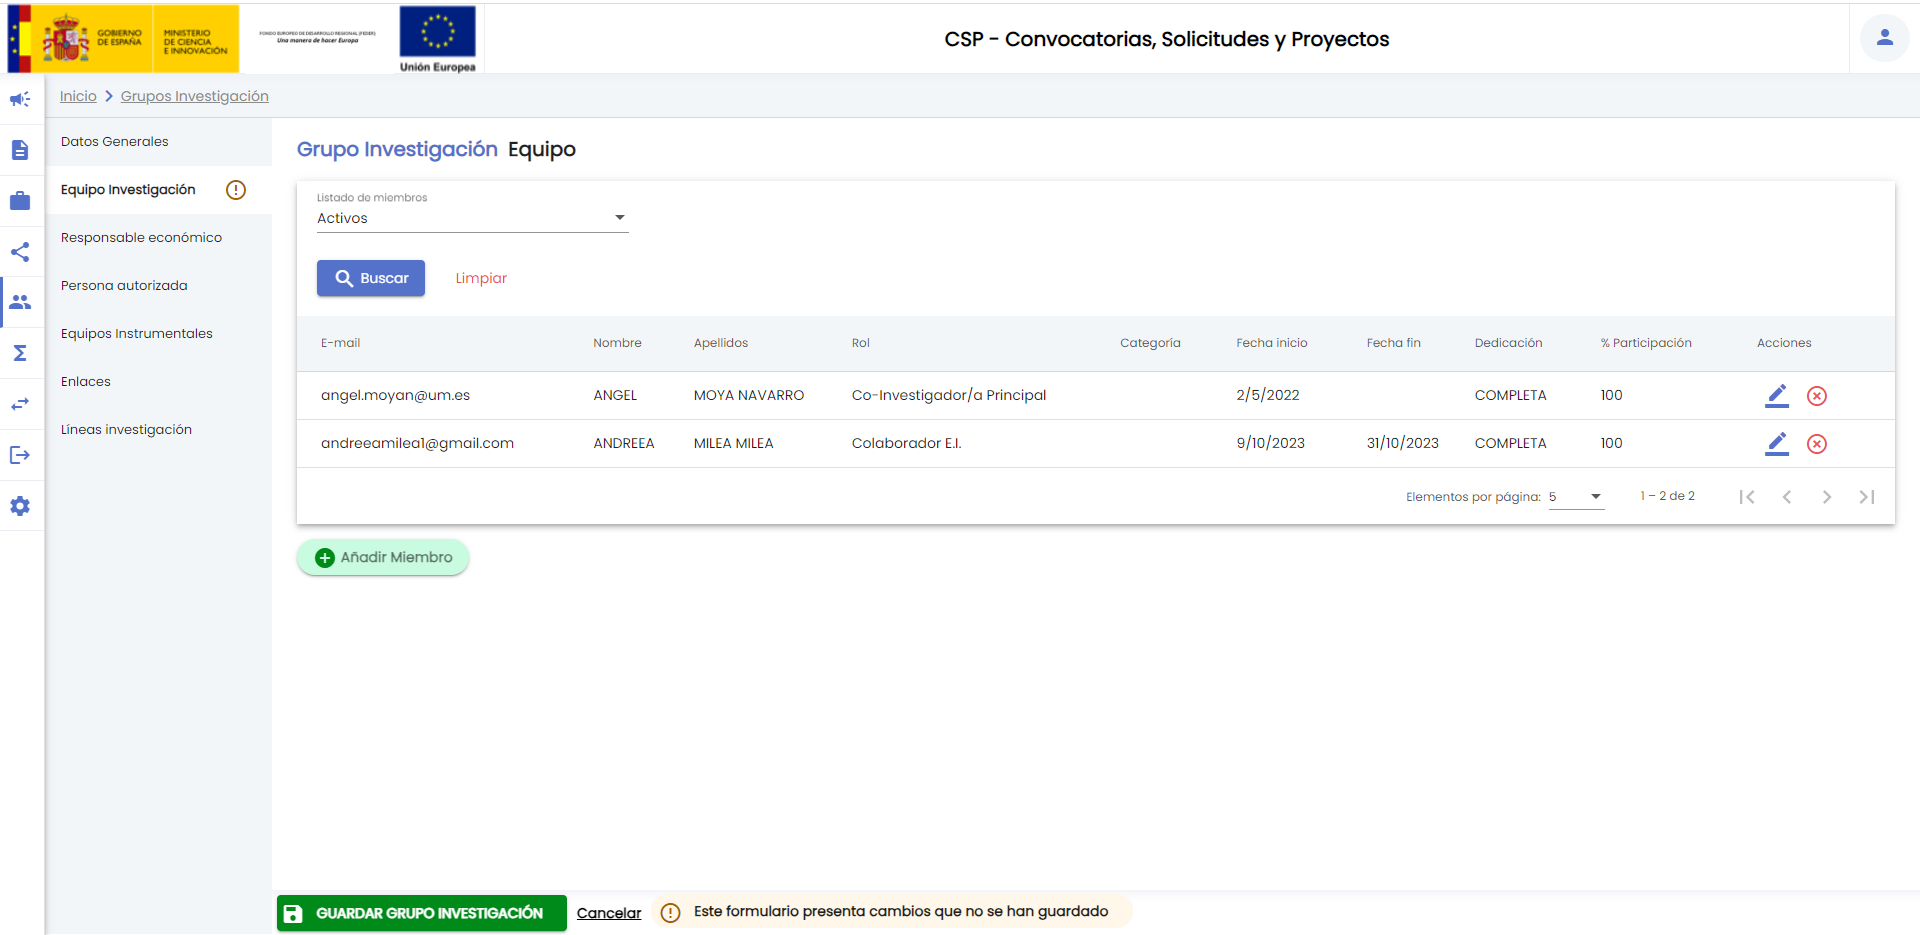 GOBIERNO
DE ESPAÑA
MINISTERIO
DE CIENCIA
E INNOVACIÓN
FONDO EUROPEO DE DESARROLLO REGIONAL (FEDER)
Una manera de hacer Europa
Unión Europea
CSP - Convocatorias, Solicitudes y Proyectos
Inicio > Grupos Investigación
Datos Generales
Equipo Investigación
Responsable económico
Persona autorizada
Equipos Instrumentales
Enlaces
Líneas investigación
Grupo Investigación Equipo
Listado de miembros
Activos
Buscar Limpiar
E-mail Nombre Apellidos Rol Categoría Fecha inicio Fecha fin Dedicación % Participación Acciones
angel.moyan@um.es ANGEL MOYA NAVARRO Co-Investigador/a Principal 2/5/2022 COMPLETA 100
andreeamilea1@gmail.com ANDREEA MILEA MILEA Colaborador E.I. 9/10/2023 31/10/2023 COMPLETA 100
Elementos por página: 5 1 – 2 de 2
Añadir Miembro
GUARDAR GRUPO INVESTIGACIÓN Cancelar Este formulario presenta cambios que no se han guardado